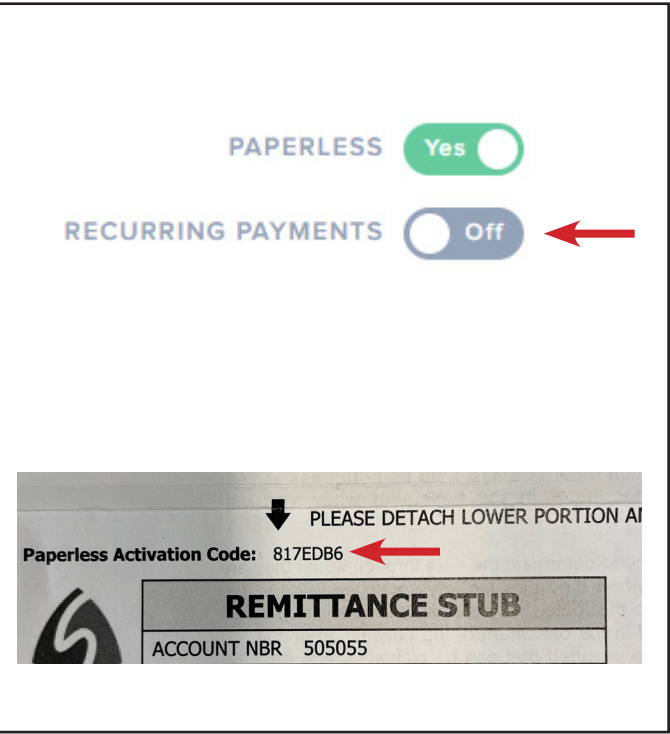 PAPERLESS Yes
RECURRING PAYMENTS Off
PLEASE DETACH LOWER PORTION
Paperless Activation Code: 817EDB6
REMITTANCE STUB
ACCOUNT NBR 505055